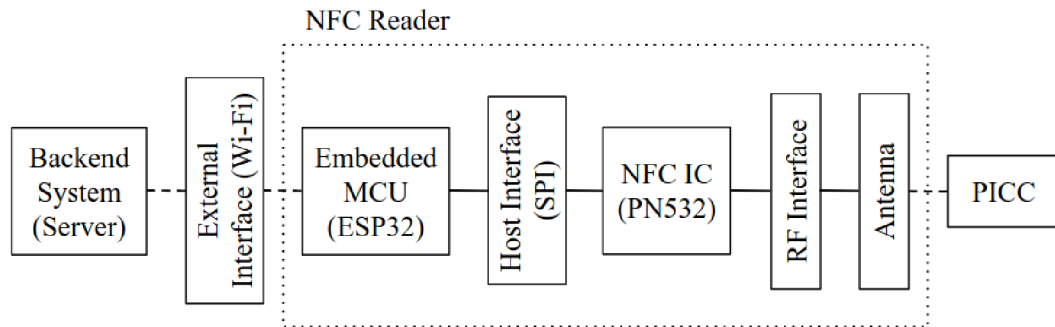 NFC Reader
Backend
System
(Server)
External
Interface (Wi-Fi)
Embedded
MCU
(ESP32)
Host Interface
(SPI)
NFC IC
(PN532)
RF Interface
Antenna
PICC